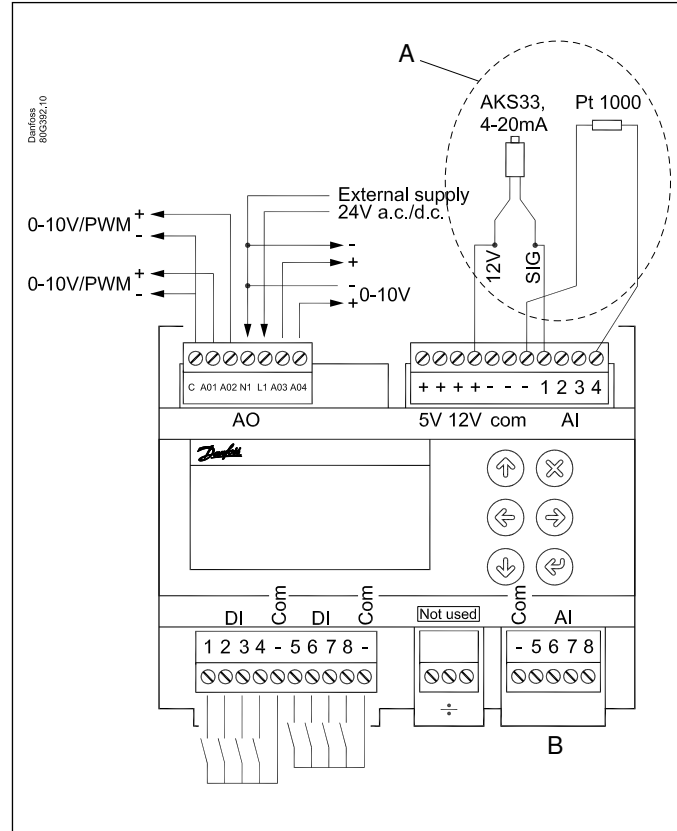 A
AKS33,
4-20mA
Pt 1000
Danfoss
80G392.10
External supply
24V a.c./d.c.
0-10V/PWM
+
-
-
+
0-10V/PWM
+
-
-
+
0-10V
12V
SIG
C A01 A02 N1 L1 A03 A04
+ + + + - - - 1 2 3 4
AO
5V 12V com AI
Danfoss
DI Com DI Com
Not used
Com AI
1 2 3 4 - 5 6 7 8 -
- 5 6 7 8
÷
B